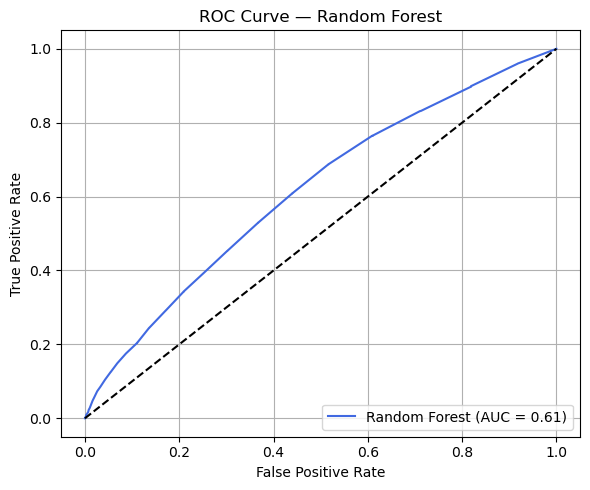 ROC Curve — Random Forest
True Positive Rate
1.0
0.8
0.6
0.4
0.2
0.0
Random Forest (AUC = 0.61)
0.0 0.2 0.4 0.6 0.8 1.0
False Positive Rate